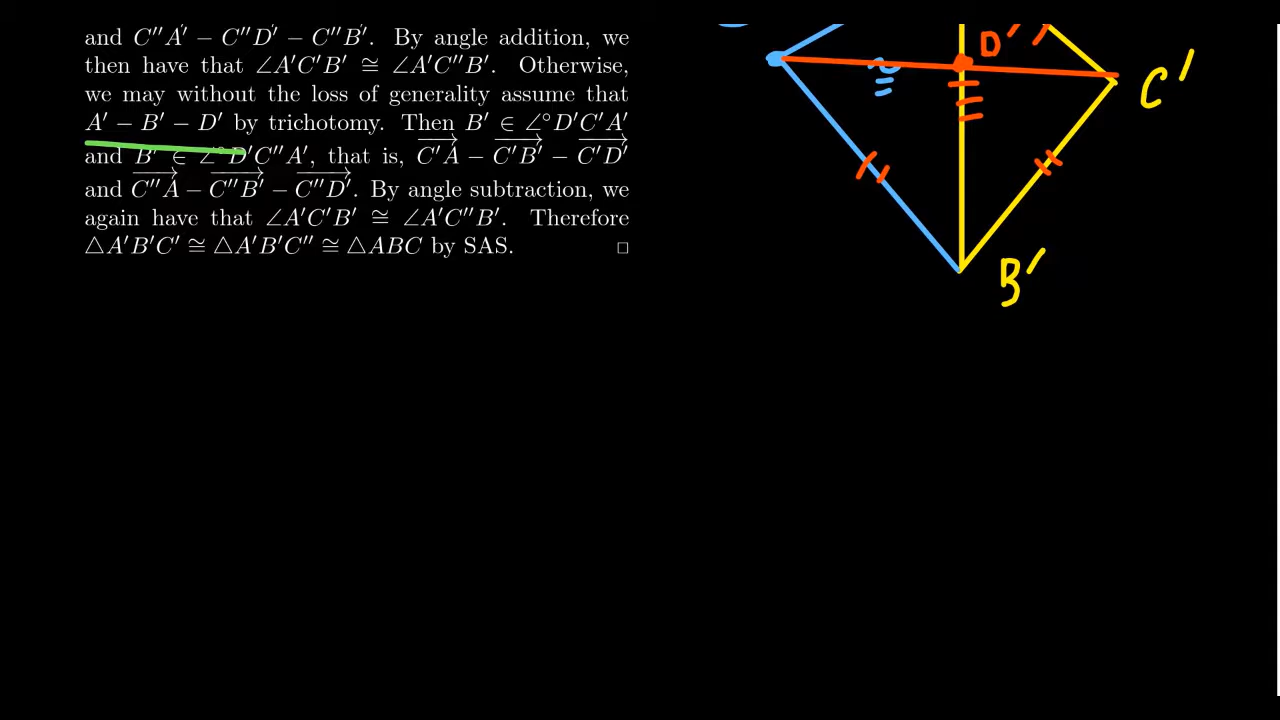 and C''A' − C''D' − C''B'. By angle addition, we
then have that ∠A'C'B' ≅ ∠A'C''B'. Otherwise,
we may without the loss of generality assume that
A' − B' − D' by trichotomy. Then B' ∈ ∠°D'C'A'
and B' ∈ ∠°D'C''A', that is, C'A − C'B' − C'D'
and C''A − C''B' − C''D'. By angle subtraction, we
again have that ∠A'C'B' ≅ ∠A'C''B'. Therefore
△A'B'C' ≅ △A'B'C'' ≅ △ABC by SAS. □
D'
C'
B'